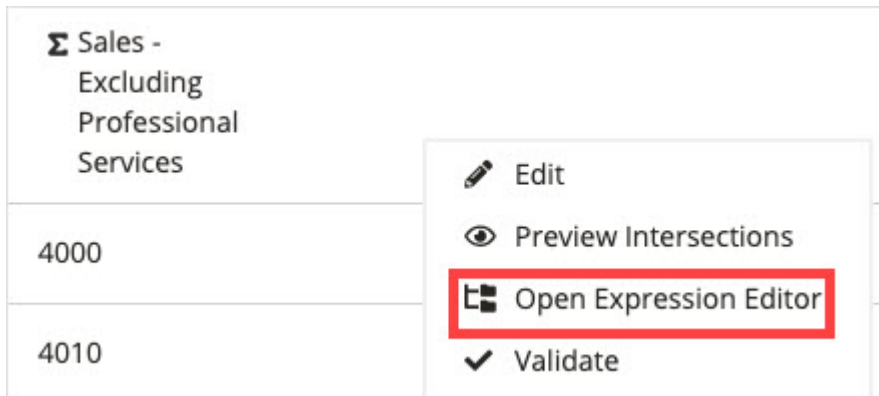 Σ Sales -
Excluding
Professional
Services
Edit
Preview Intersections
4000
Open Expression Editor
4010
Validate